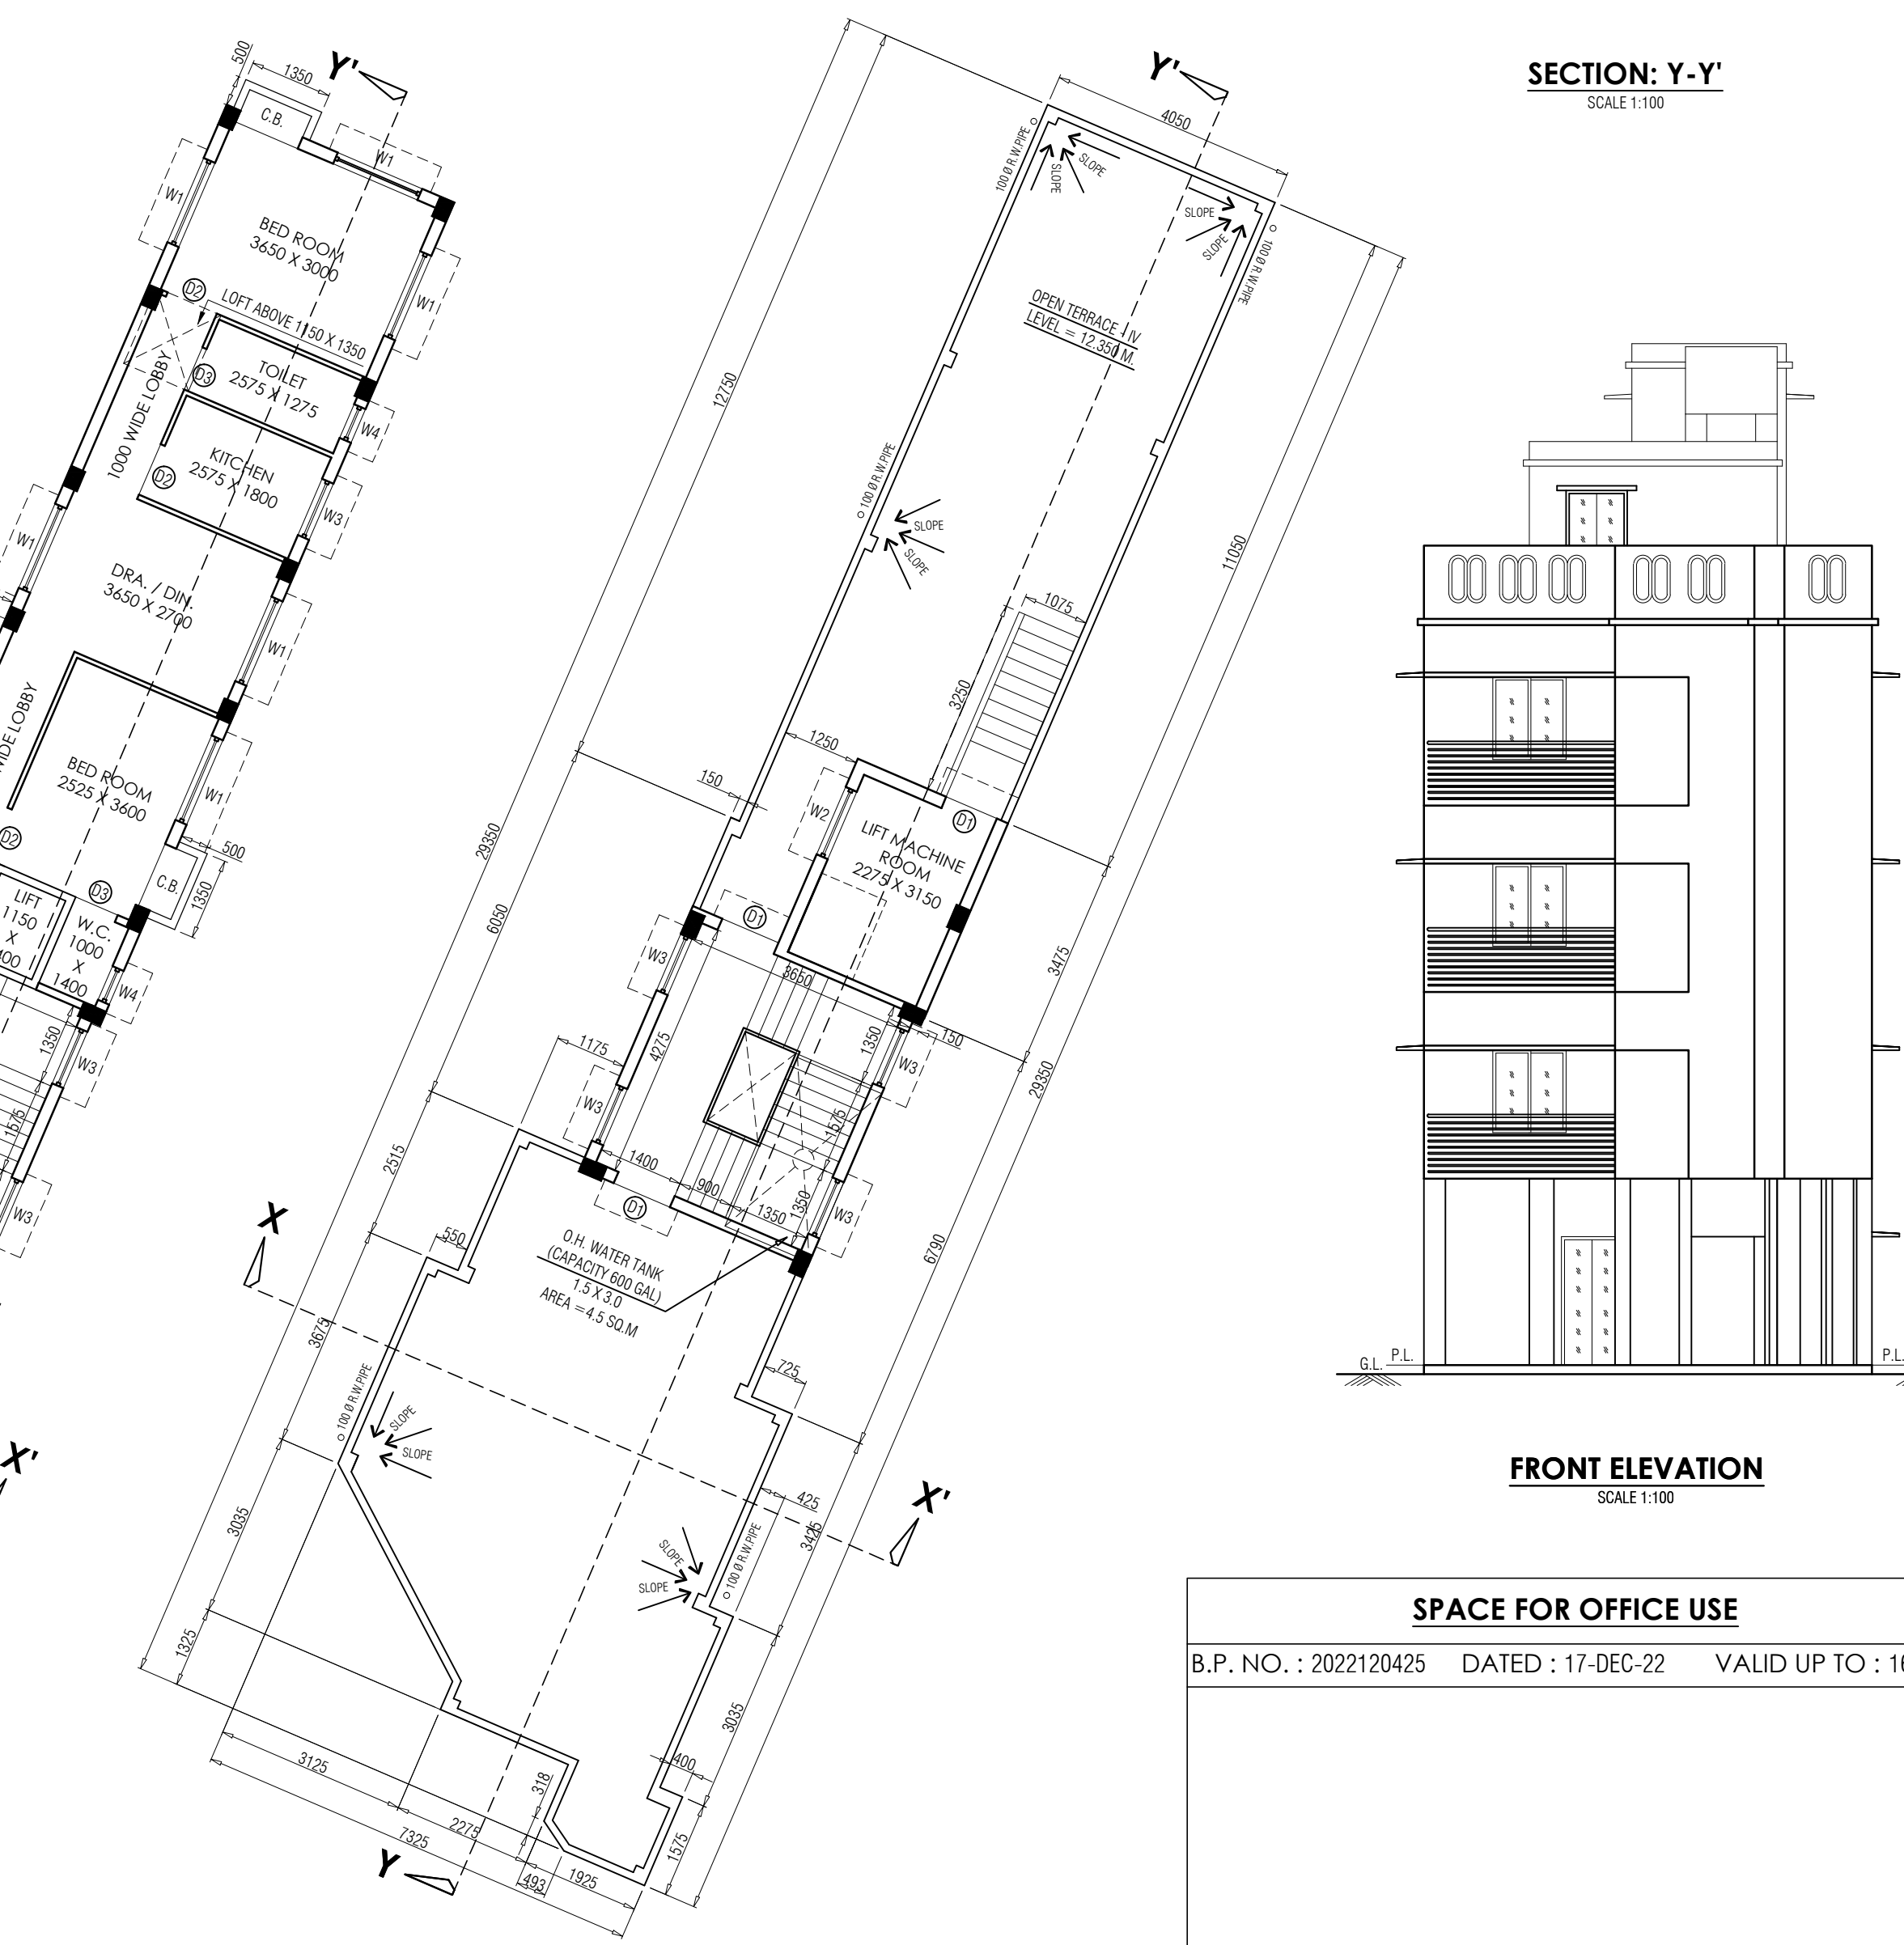 500
1350
Y'
C.B.
W1
W1
BED ROOM
3650 X 3000
W1
D2
LOFT ABOVE 1150 X 1350
TOILET
2575 X 1275
D3
1000 WIDE LOBBY
W4
KITCHEN
2575 X 1800
D2
W3
W1
DRA. / DIN.
3650 X 2700
W1
WIDE LOBBY
BED ROOM
2525 X 3600
W1
D2
500
C.B.
1350
D3
LIFT
1150
X
W.C.
1000
X
1400
W4
1350
W3
1575
W3
X'
Y'
4050
100 Ø R.W.PIPE
SLOPE
SLOPE
SLOPE
SLOPE
100 Ø R.W.PIPE
OPEN TERRACE - IV
LEVEL = 12.350 M.
12750
100 Ø R.W.PIPE
SLOPE
SLOPE
11050
1075
3250
1250
150
W2
D1
LIFT MACHINE
ROOM
2275 X 3150
29350
6050
D1
W3
3650
3475
4275
1350
150
W3
1175
29350
W3
1575
2515
1400
900
1350
1350
W3
D1
X
550
O.H. WATER TANK
(CAPACITY 600 GAL)
1.5 X 3.0
AREA =4.5 SQ.M
6790
3675
725
100 Ø R.W.PIPE
SLOPE
SLOPE
X'
425
3425
3035
SLOPE
SLOPE
100 Ø R.W.PIPE
1325
3035
3125
400
318
2275
7325
1575
Y
493
1925
SECTION: Y-Y'
SCALE 1:100
G.L.
P.L.
P.L.
FRONT ELEVATION
SCALE 1:100
SPACE FOR OFFICE USE
B.P. NO. : 2022120425 DATED : 17-DEC-22 VALID UP TO : 16